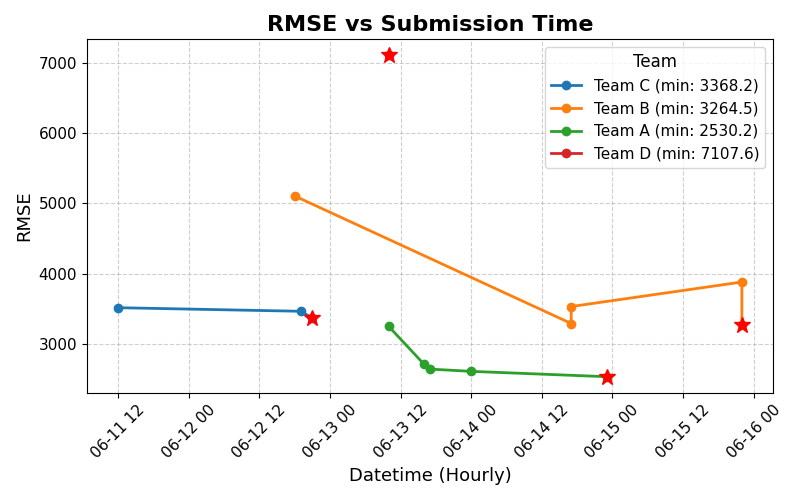 RMSE vs Submission Time
RMSE
7000
6000
5000
4000
3000
Team
Team C (min: 3368.2)
Team B (min: 3264.5)
Team A (min: 2530.2)
Team D (min: 7107.6)
06-11 12
06-12 00
06-12 12
06-13 00
06-13 12
06-14 00
06-14 12
06-15 00
06-15 12
06-16 00
Datetime (Hourly)